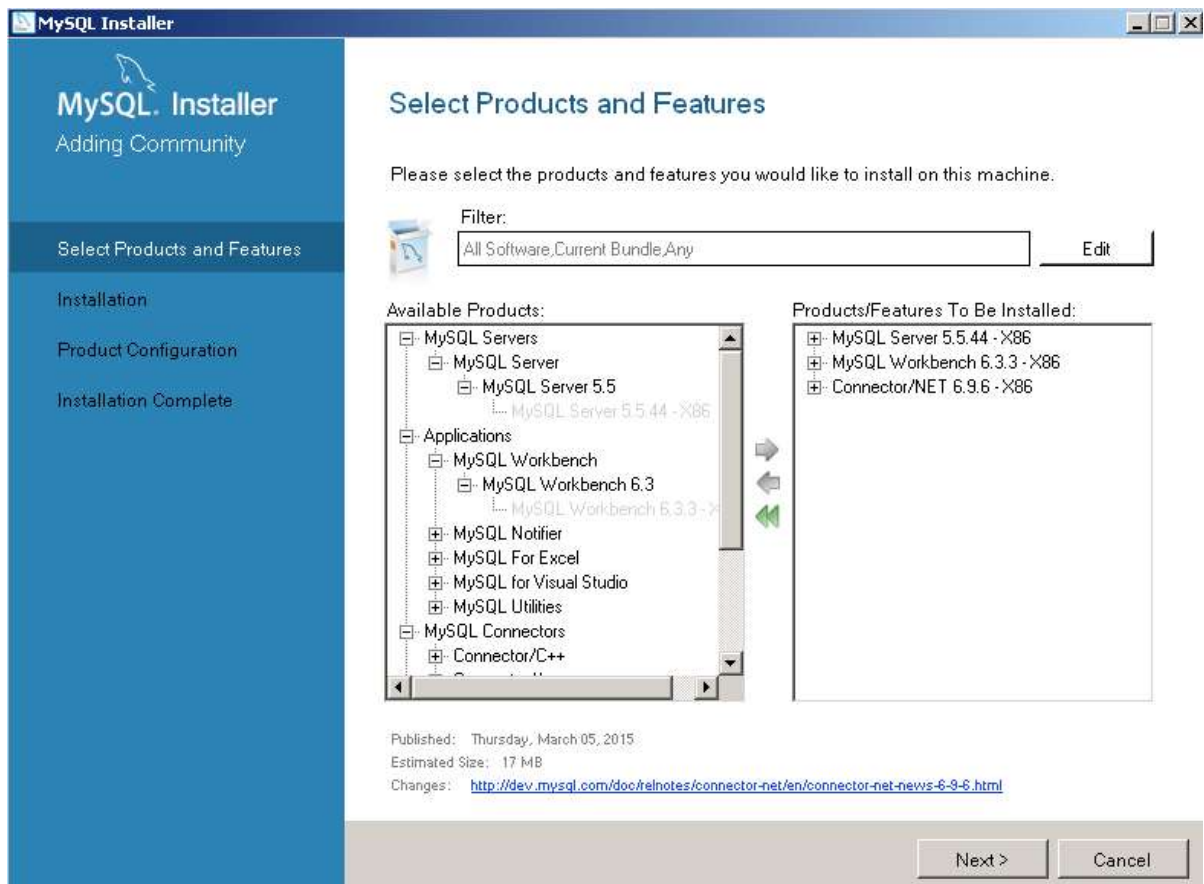 MySQL Installer
MySQL. Installer
Adding Community
Select Products and Features
Installation
Product Configuration
Installation Complete
Select Products and Features
Please select the products and features you would like to install on this machine.
Filter:
All Software,Current Bundle,Any
Edit
Available Products:
MySQL Servers
MySQL Server
MySQL Server 5.5
MySQL Server 5.5.44 - X86
Applications
MySQL Workbench
MySQL Workbench 6.3
MySQL Workbench 6.3.3 - X
MySQL Notifier
MySQL For Excel
MySQL for Visual Studio
MySQL Utilities
MySQL Connectors
Connector/C++
Products/Features To Be Installed:
MySQL Server 5.5.44 - X86
MySQL Workbench 6.3.3 - X86
Connector/NET 6.9.6 - X86
Published: Thursday, March 05, 2015
Estimated Size: 17 MB
Changes: http://dev.mysql.com/doc/relnotes/connector-net/en/connector-net-news-6-9-6.html
Next >
Cancel